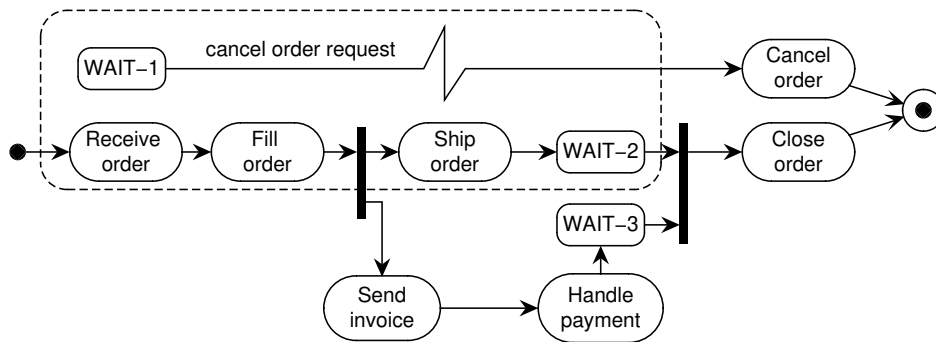 cancel order request
WAIT−1
Cancel
order
Receive
order
Fill
order
Ship
order
WAIT−2
Close
order
WAIT−3
Send
invoice
Handle
payment